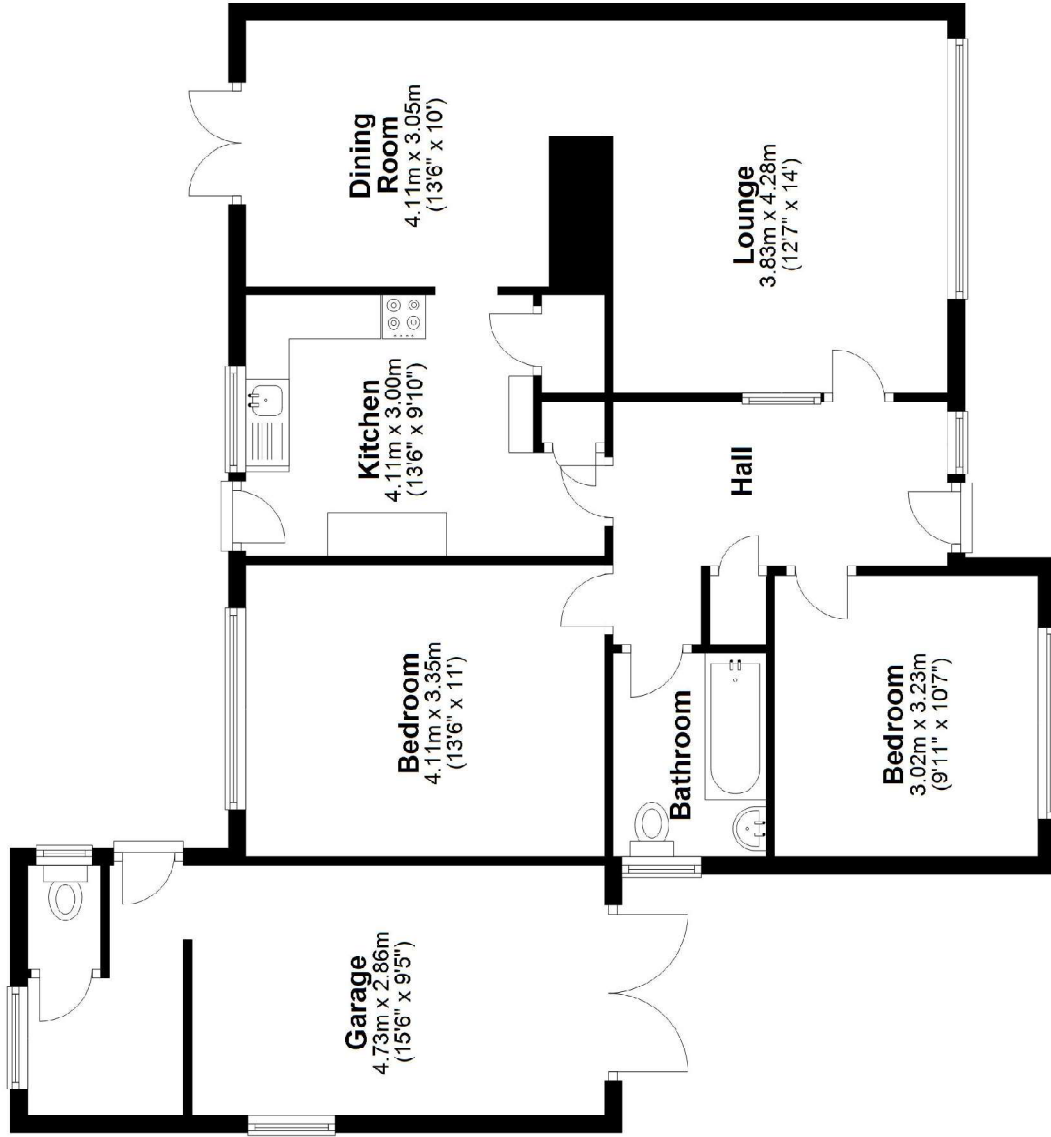 Dining
Room
4.11m x 3.05m
(13'6" x 10')
Lounge
3.83m x 4.28m
(12'7" x 14')
Kitchen
4.11m x 3.00m
(13'6" x 9'10")
Hall
Bedroom
4.11m x 3.35m
(13'6" x 11')
Bathroom
Bedroom
3.02m x 3.23m
(9'11" x 10'7")
Garage
4.73m x 2.86m
(15'6" x 9'5")